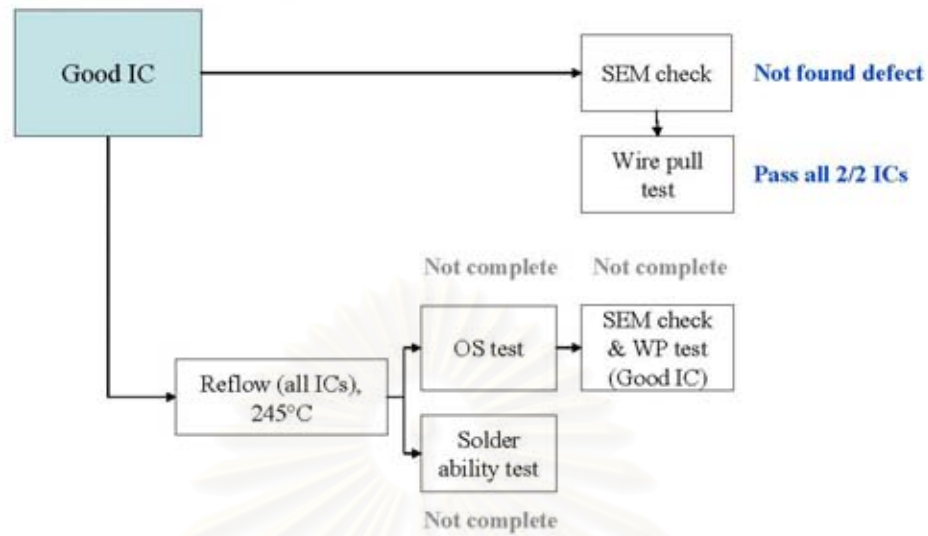 Good IC
SEM check
Not found defect
Wire pull
test
Pass all 2/2 ICs
Not complete
Not complete
OS test
SEM check
& WP test
(Good IC)
Reflow (all ICs),
245°C
Solder
ability test
Not complete